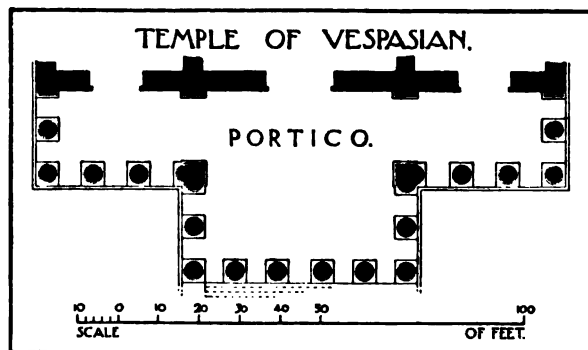 TEMPLE OF VESPASIAN.
PORTICO.
10 0 10 20 30 40 50 100
SCALE OF FEET.